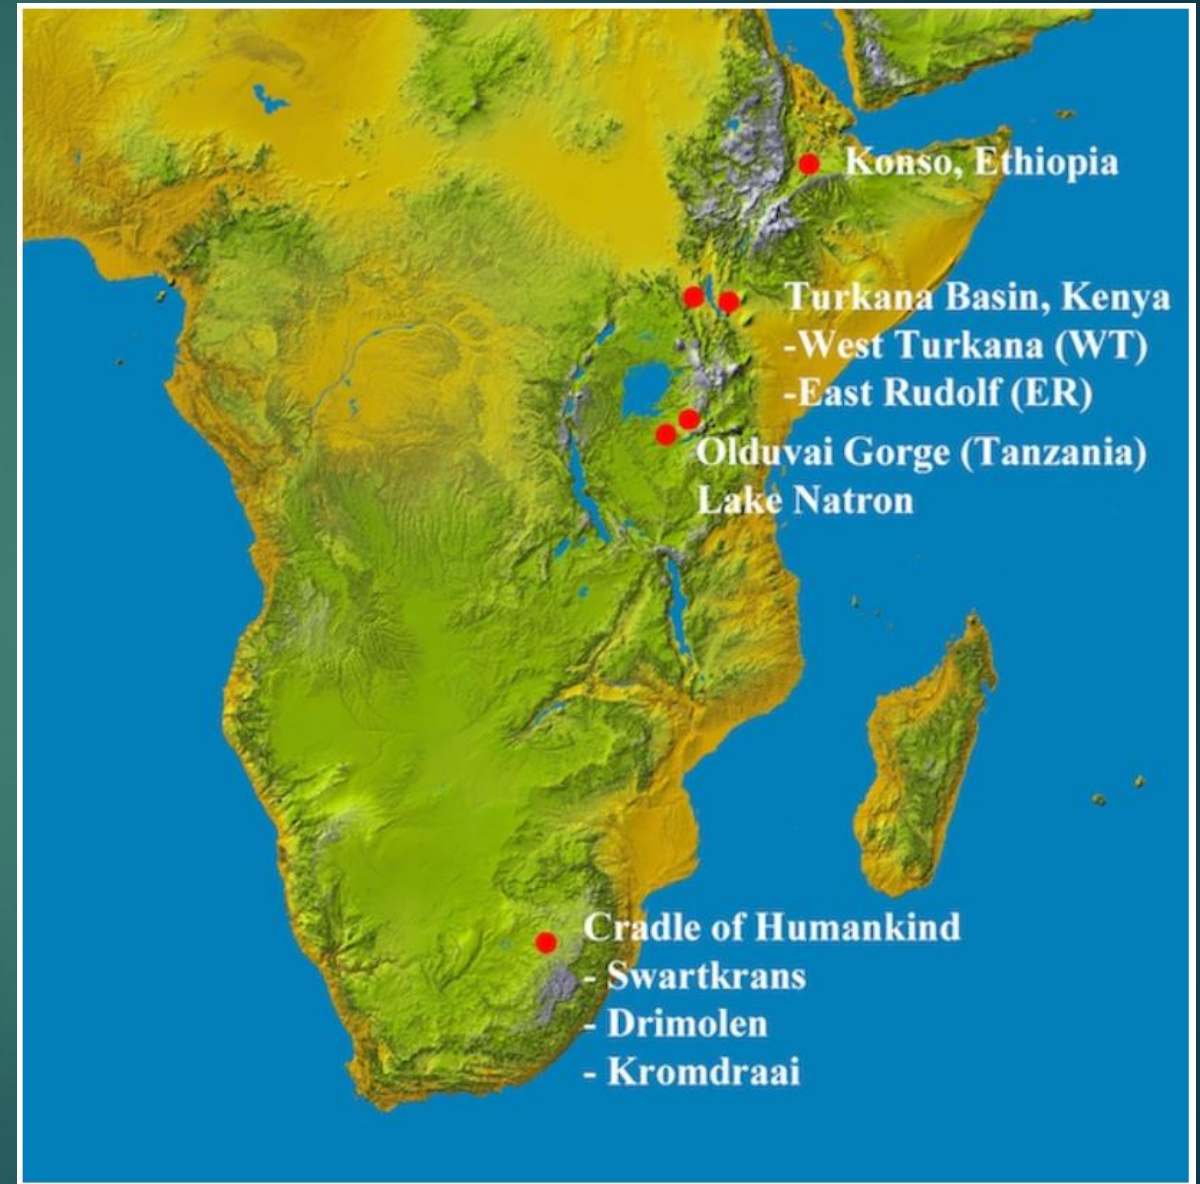 Konso, Ethiopia
Turkana Basin, Kenya
-West Turkana (WT)
-East Rudolf (ER)
Olduvai Gorge (Tanzania)
Lake Natron
Cradle of Humankind
- Swartkrans
- Drimolen
- Kromdraai